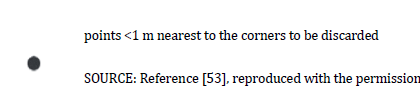 points <1 m nearest to the corners to be discarded
SOURCE: Reference [53], reproduced with the permission